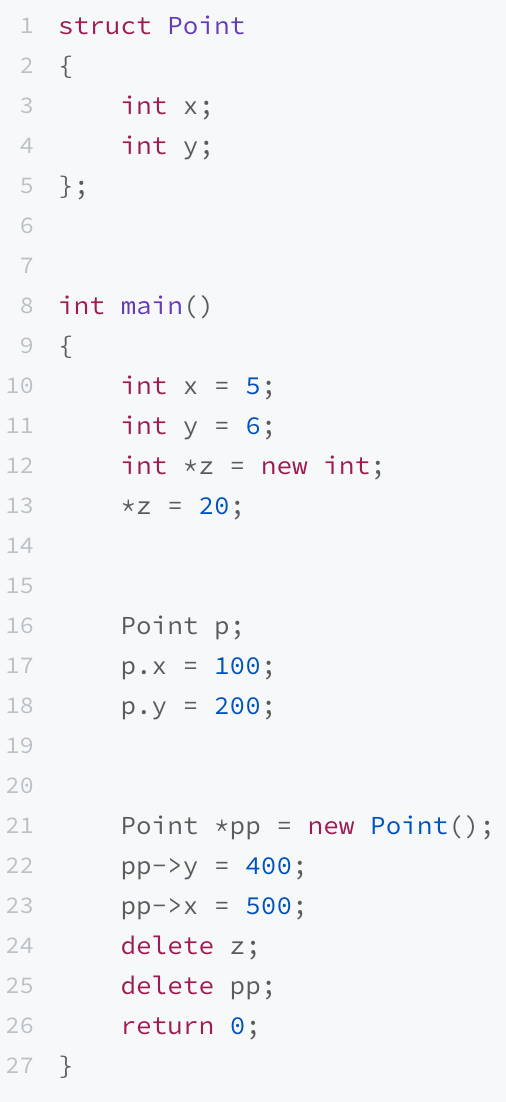 1 struct Point
2 {
3     int x;
4     int y;
5 };
6
7
8 int main()
9 {
10     int x = 5;
11     int y = 6;
12     int *z = new int;
13     *z = 20;
14
15
16     Point p;
17     p.x = 100;
18     p.y = 200;
19
20
21     Point *pp = new Point();
22     pp->y = 400;
23     pp->x = 500;
24     delete z;
25     delete pp;
26     return 0;
27 }